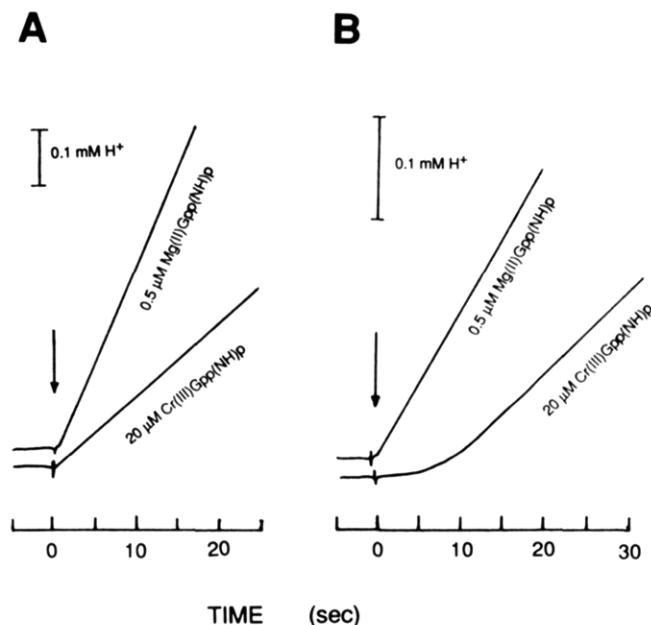 A
B
0.1 mM H+
0.5 µM Mg(II)Gpp(NH)p
20 µM Cr(III)Gpp(NH)p
0 10 20
0.1 mM H+
0.5 µM Mg(II)Gpp(NH)p
20 µM Cr(III)Gpp(NH)p
0 10 20 30
TIME (sec)